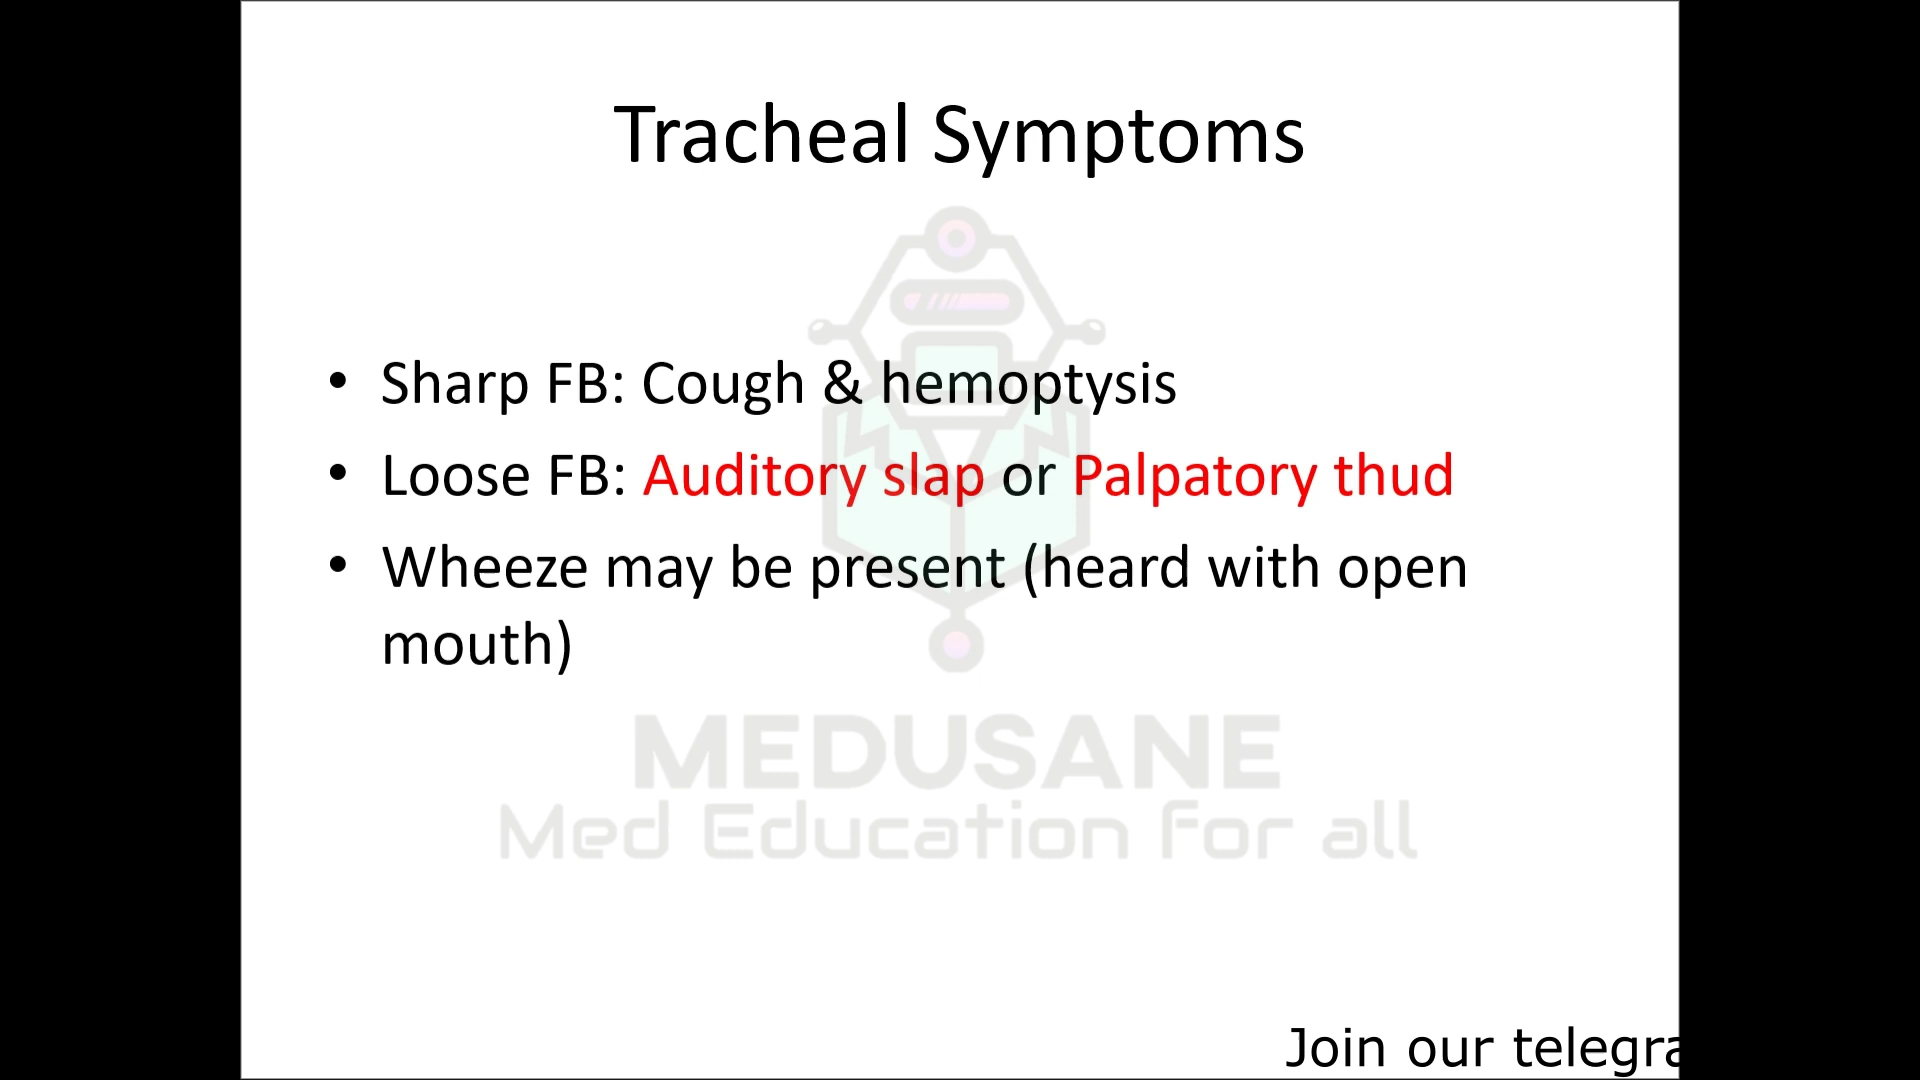 Tracheal Symptoms
• Sharp FB: Cough & hemoptysis
• Loose FB: Auditory slap or Palpatory thud
• Wheeze may be present (heard with open
mouth)
MEDUSANE
Med Education for all
Join our telegra